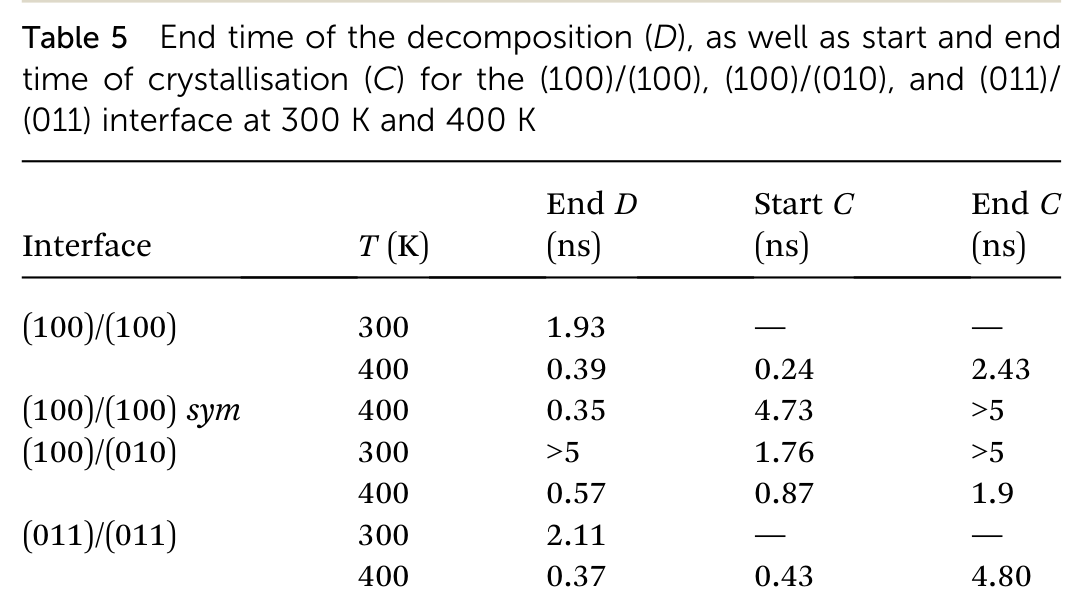 Table 5 End time of the decomposition (D), as well as start and end
time of crystallisation (C) for the (100)/(100), (100)/(010), and (011)/
(011) interface at 300 K and 400 K
End D Start C End C
Interface T (K) (ns) (ns) (ns)
(100)/(100) 300 1.93 — —
400 0.39 0.24 2.43
(100)/(100) sym 400 0.35 4.73 >5
(100)/(010) 300 >5 1.76 >5
400 0.57 0.87 1.9
(011)/(011) 300 2.11 — —
400 0.37 0.43 4.80